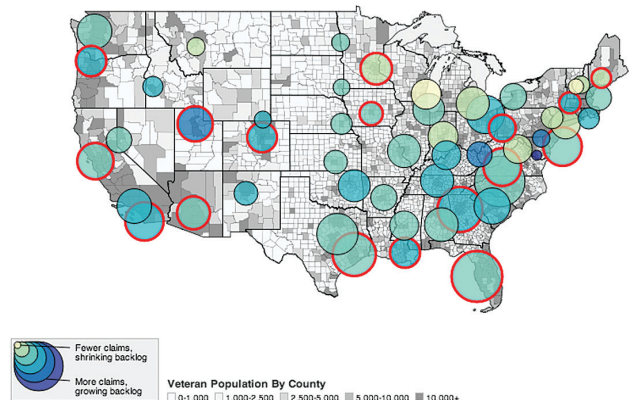 Fewer claims,
shrinking backlog
More claims,
growing backlog
Veteran Population By County
0-1,000 1,000-2,500 2,500-5,000 5,000-10,000 10,000+